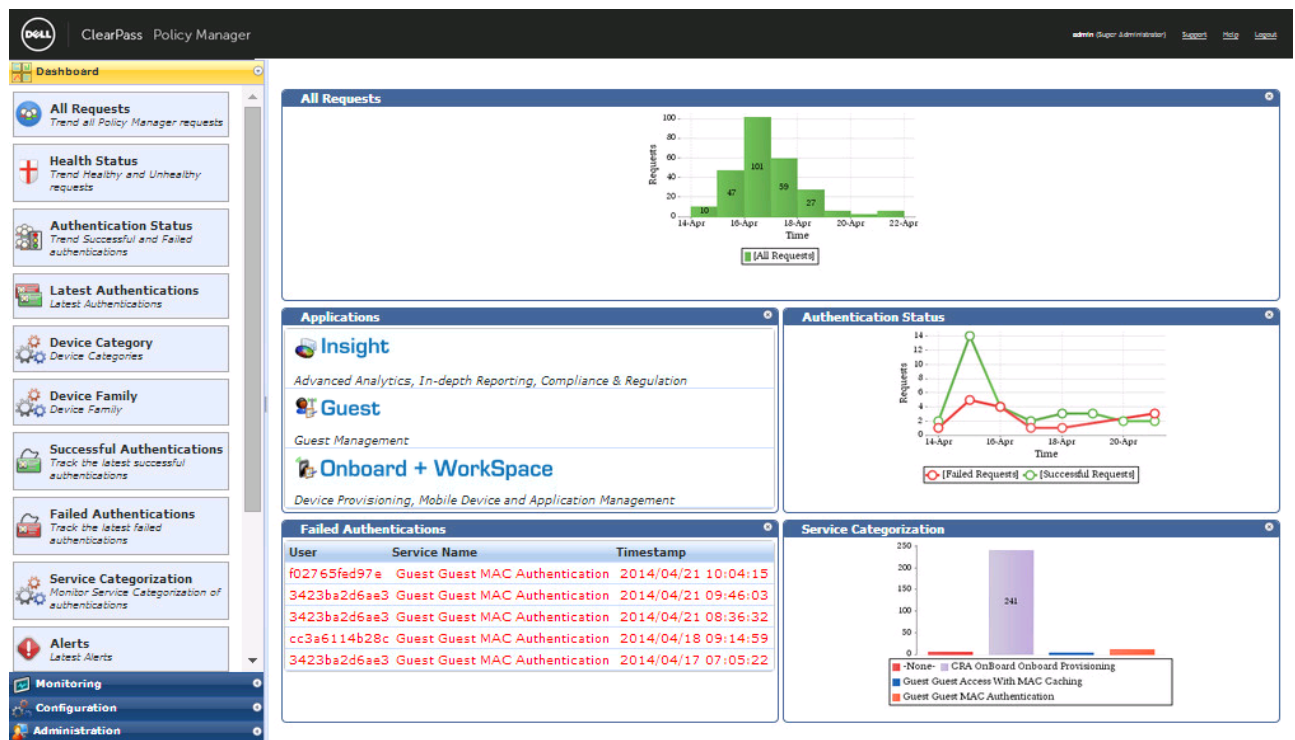 DELL
ClearPass Policy Manager
admin (Super Administrator) Support Help Logout
Dashboard
All Requests
Trend all Policy Manager requests
Health Status
Trend Healthy and Unhealthy
requests
Authentication Status
Trend Successful and Failed
authentications
Latest Authentications
Latest Authentications
Device Category
Device Categories
Device Family
Device Family
Successful Authentications
Track the latest successful
authentications
Failed Authentications
Track the latest failed
authentications
Service Categorization
Monitor Service Categorization of
authentications
Alerts
Latest Alerts
Monitoring
Configuration
Administration
All Requests
100
80
60
40
20
0
Requests
10
47
101
59
27
14-Apr 16-Apr 18-Apr 20-Apr 22-Apr
Time
[All Requests]
Applications
Insight
Advanced Analytics, In-depth Reporting, Compliance & Regulation
Guest
Guest Management
Onboard + WorkSpace
Device Provisioning, Mobile Device and Application Management
Authentication Status
14
12
10
8
6
4
2
0
Requests
14-Apr 16-Apr 18-Apr 20-Apr
Time
[Failed Requests] [Successful Requests]
Failed Authentications
User Service Name Timestamp
f02765fed97e Guest Guest MAC Authentication 2014/04/21 10:04:15
3423ba2d6ae3 Guest Guest MAC Authentication 2014/04/21 09:46:03
3423ba2d6ae3 Guest Guest MAC Authentication 2014/04/21 08:36:32
cc3a6114b28c Guest Guest MAC Authentication 2014/04/18 09:14:59
3423ba2d6ae3 Guest Guest MAC Authentication 2014/04/17 07:05:22
Service Categorization
250
200
150
100
50
0
241
-None- CRA OnBoard Onboard Provisioning
Guest Guest Access With MAC Caching
Guest Guest MAC Authentication